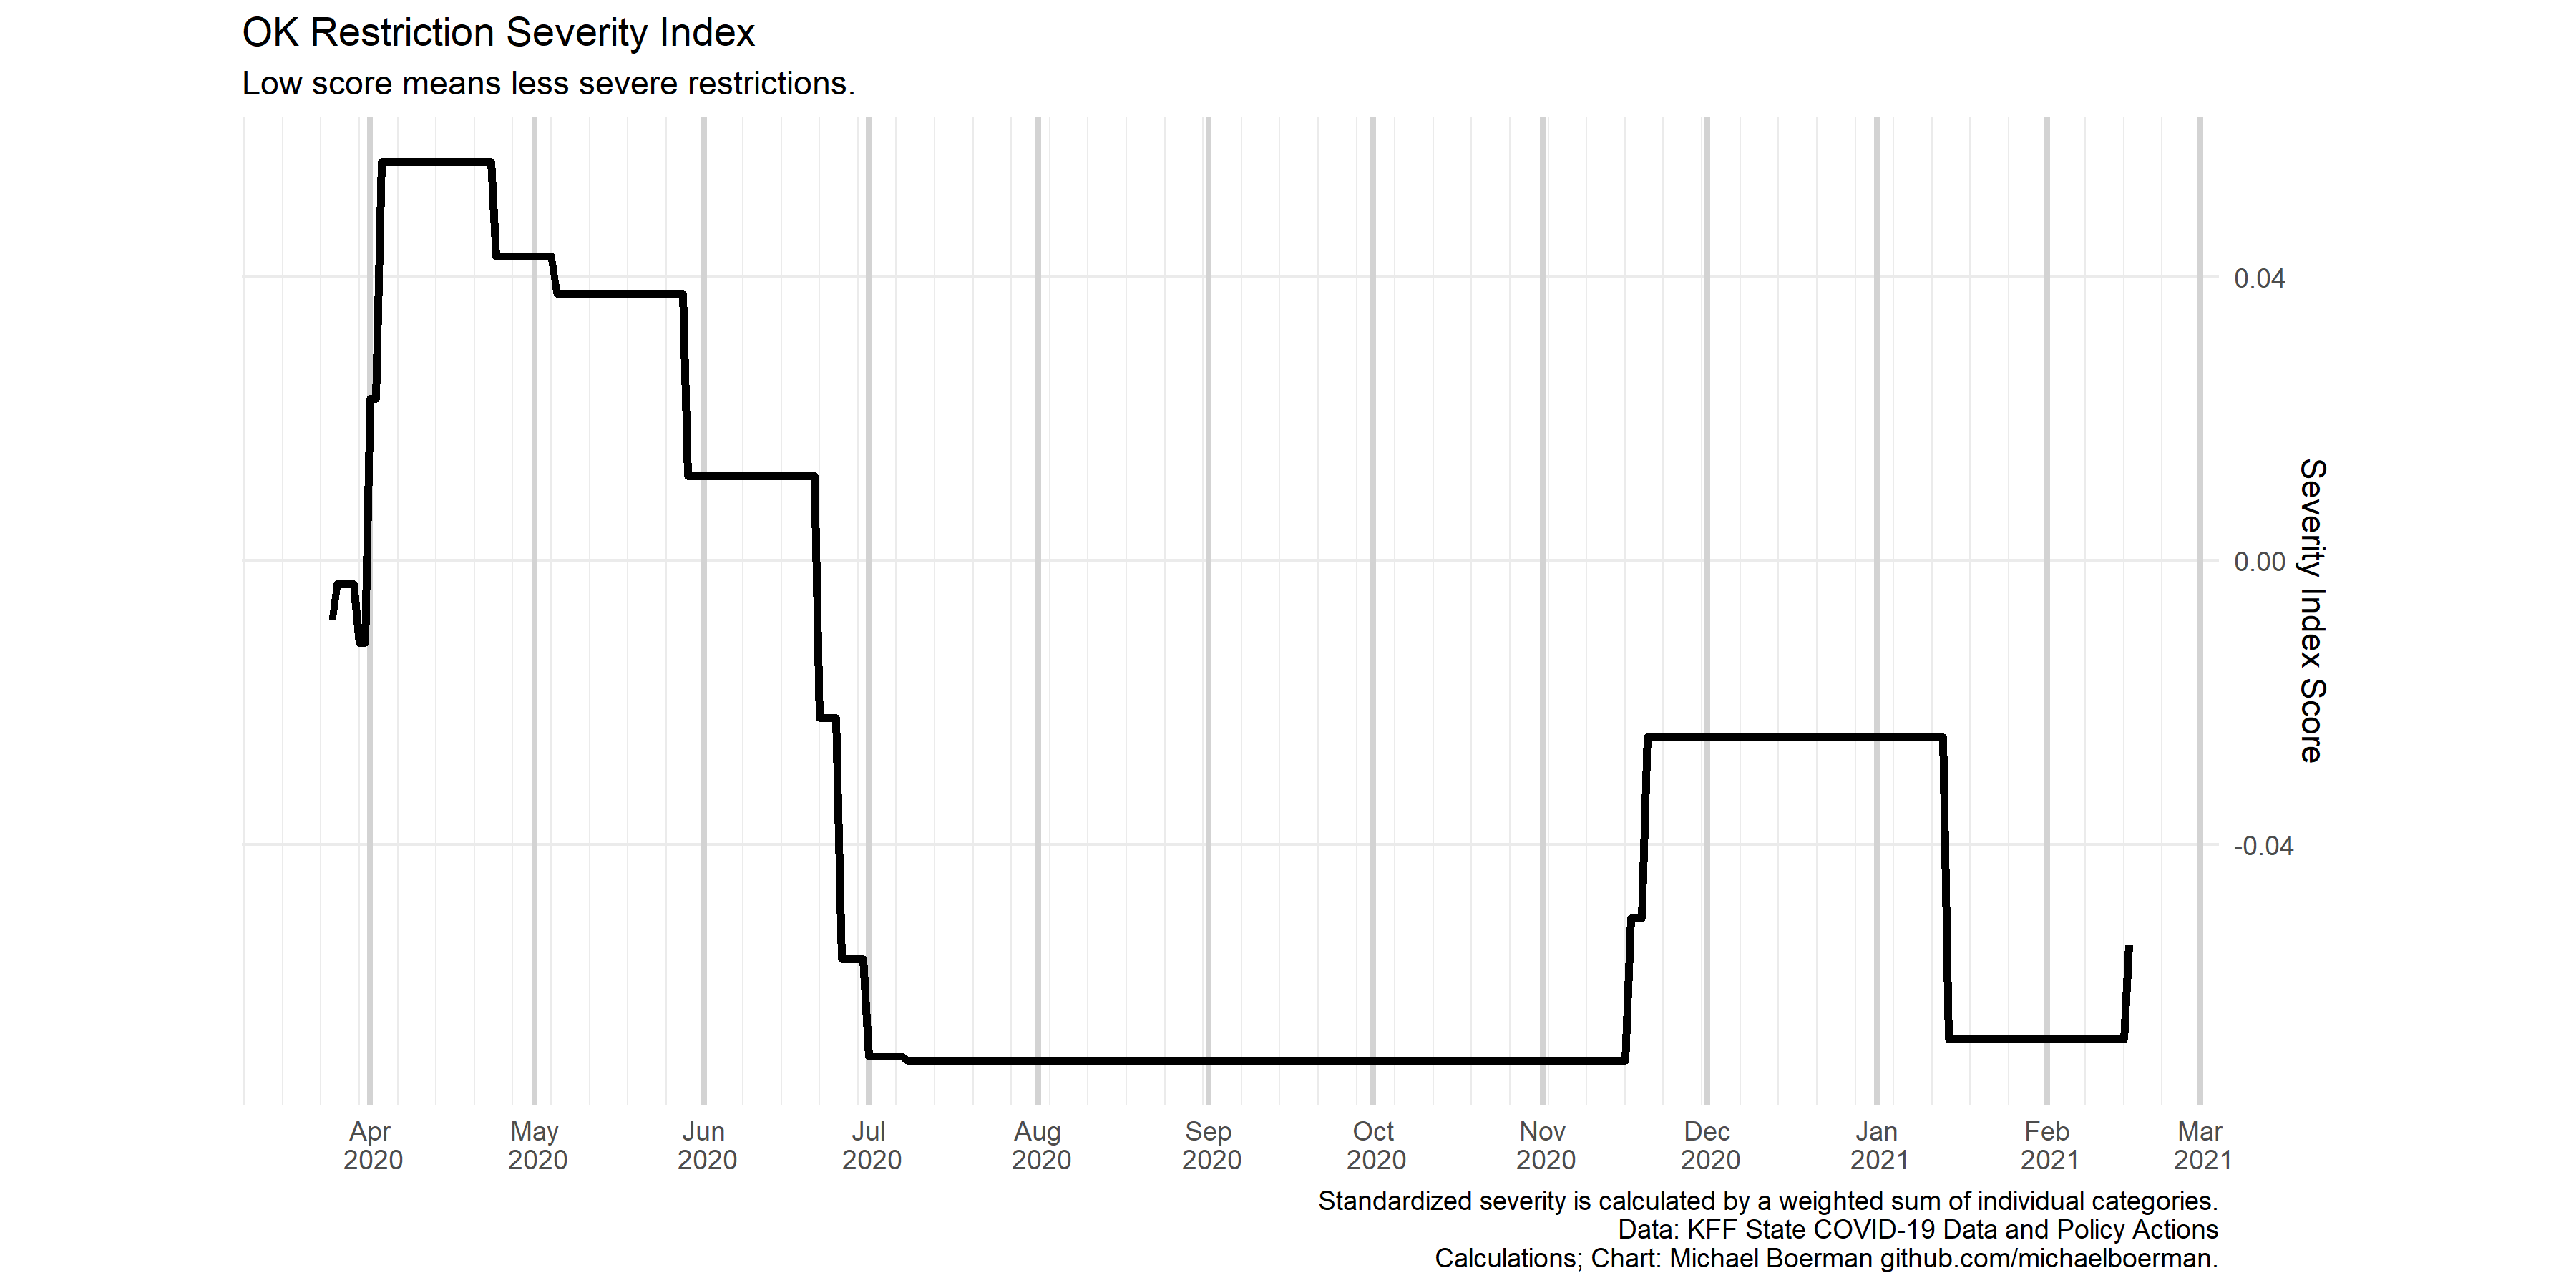 OK Restriction Severity Index
Low score means less severe restrictions.
0.04
0.00
-0.04
Severity Index Score
Apr 2020
May 2020
Jun 2020
Jul 2020
Aug 2020
Sep 2020
Oct 2020
Nov 2020
Dec 2020
Jan 2021
Feb 2021
Mar 2021
Standardized severity is calculated by a weighted sum of individual categories.
Data: KFF State COVID-19 Data and Policy Actions
Calculations; Chart: Michael Boerman github.com/michaelboerman.